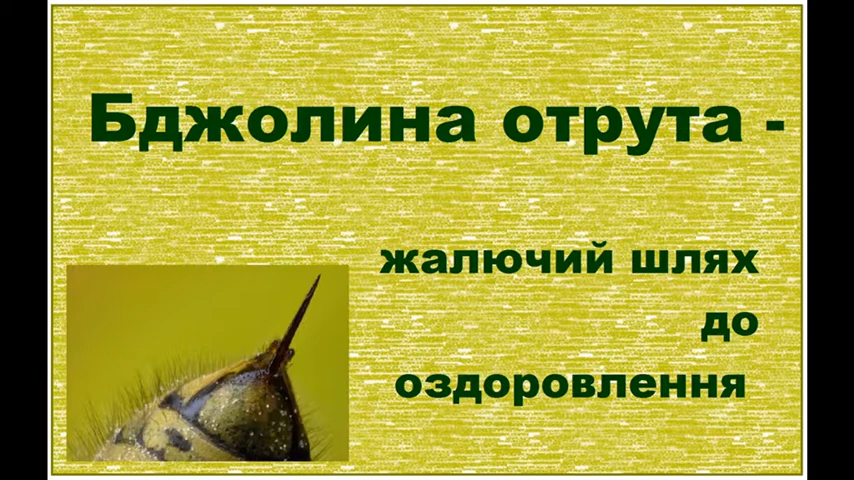 Бджолина отрута -
жалючий шлях
до
оздоровлення